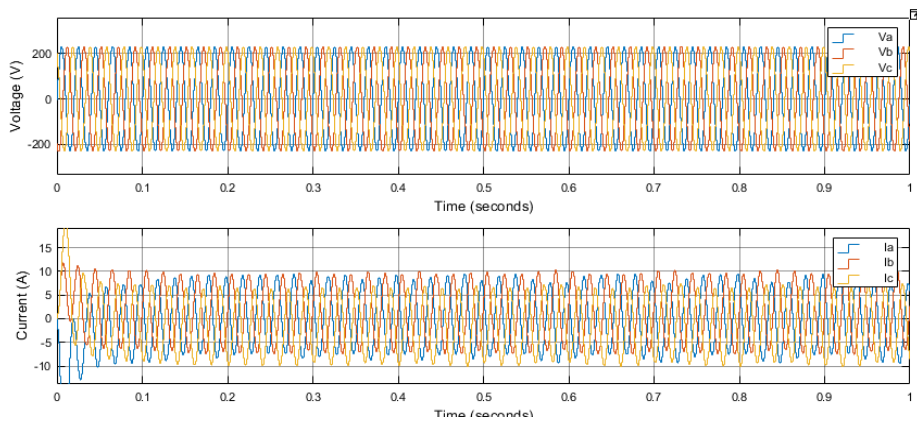 Voltage (V)
200
0
-200
Va
Vb
Vc
0 0.1 0.2 0.3 0.4 0.5 0.6 0.7 0.8 0.9 1
Time (seconds)
Current (A)
15
10
5
0
-5
-10
Ia
Ib
Ic
0 0.1 0.2 0.3 0.4 0.5 0.6 0.7 0.8 0.9 1
Time (seconds)